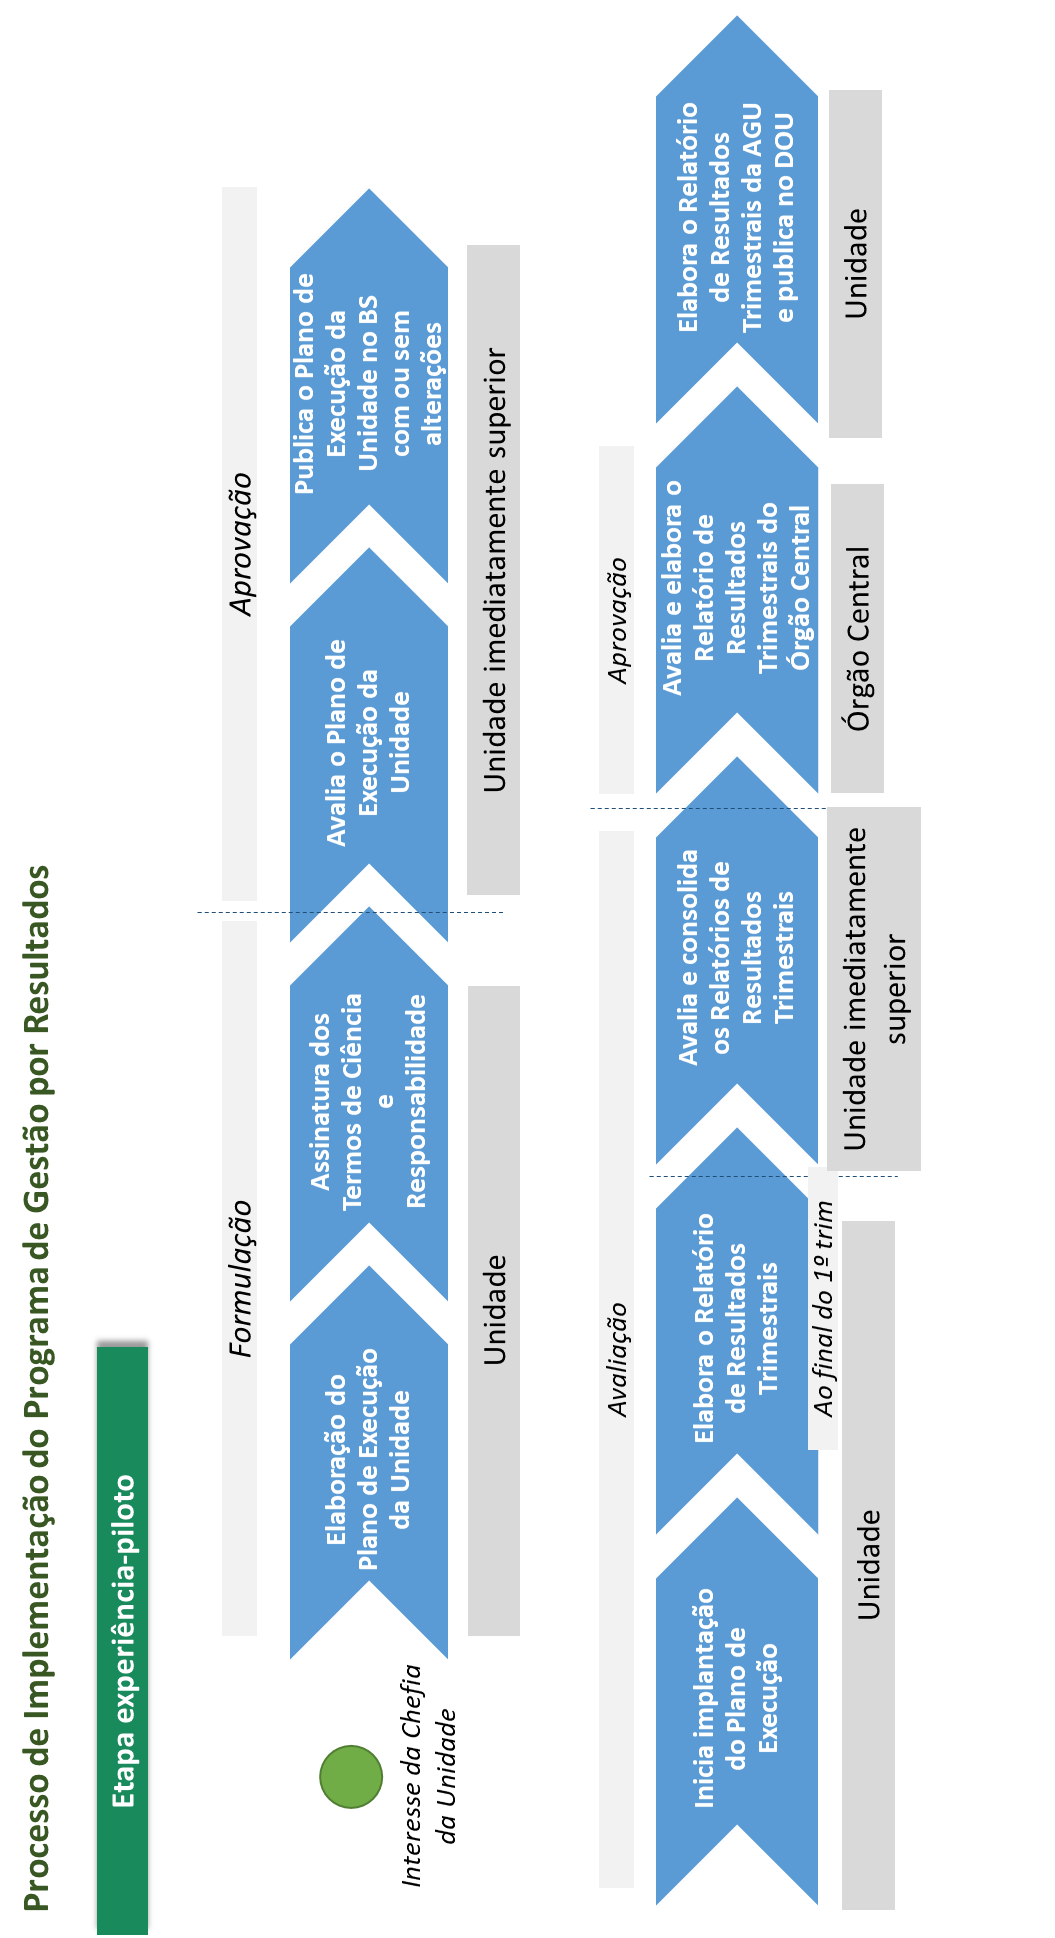 Processo de Implementação do Programa de Gestão por Resultados
Etapa experiência-piloto
Interesse da Chefia
da Unidade
Formulação
Aprovação
Elaboração do
Plano de Execução
da Unidade
Assinatura dos
Termos de Ciência
e
Responsabilidade
Avalia o Plano de
Execução da
Unidade
Publica o Plano de
Execução da
Unidade no BS
com ou sem
alterações
Unidade
Unidade imediatamente superior
Avaliação
Aprovação
Inicia implantação
do Plano de
Execução
Elabora o Relatório
de Resultados
Trimestrais
Avalia e consolida
os Relatórios de
Resultados
Trimestrais
Avalia e elabora o
Relatório de
Resultados
Trimestrais do
Órgão Central
Elabora o Relatório
de Resultados
Trimestrais da AGU
e publica no DOU
Ao final do 1º trim
Unidade
Unidade imediatamente
superior
Órgão Central
Unidade